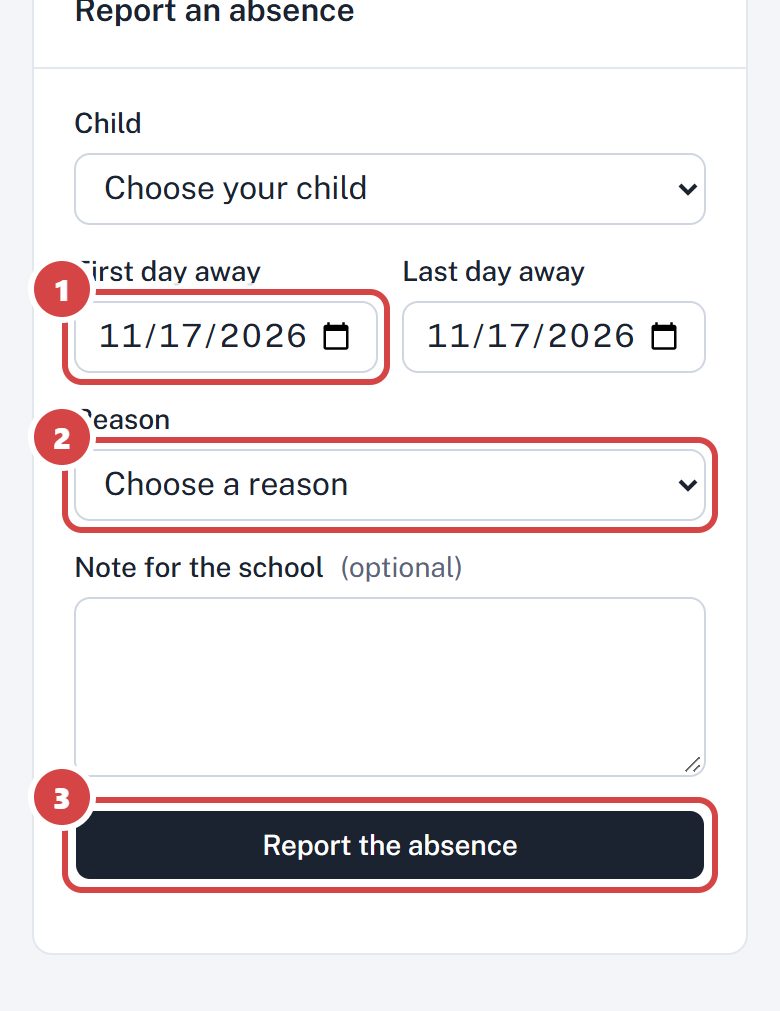 Report an absence
Child
Choose your child
First day away
Last day away
1
11/17/2026
11/17/2026
Reason
2
Choose a reason
Note for the school (optional)
3
Report the absence